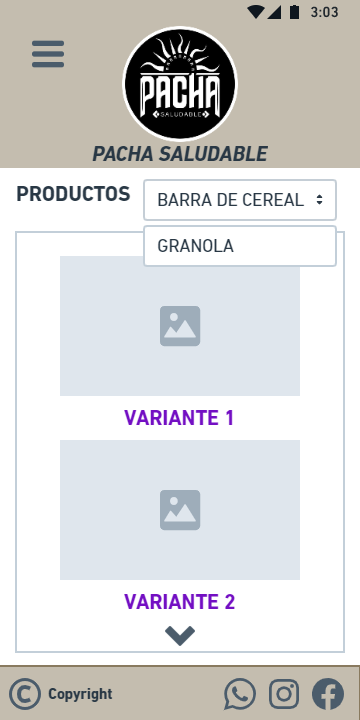 3:03
PACHA
SALUDABLE
PACHA SALUDABLE
PRODUCTOS
BARRA DE CEREAL
GRANOLA
VARIANTE 1
VARIANTE 2
© Copyright